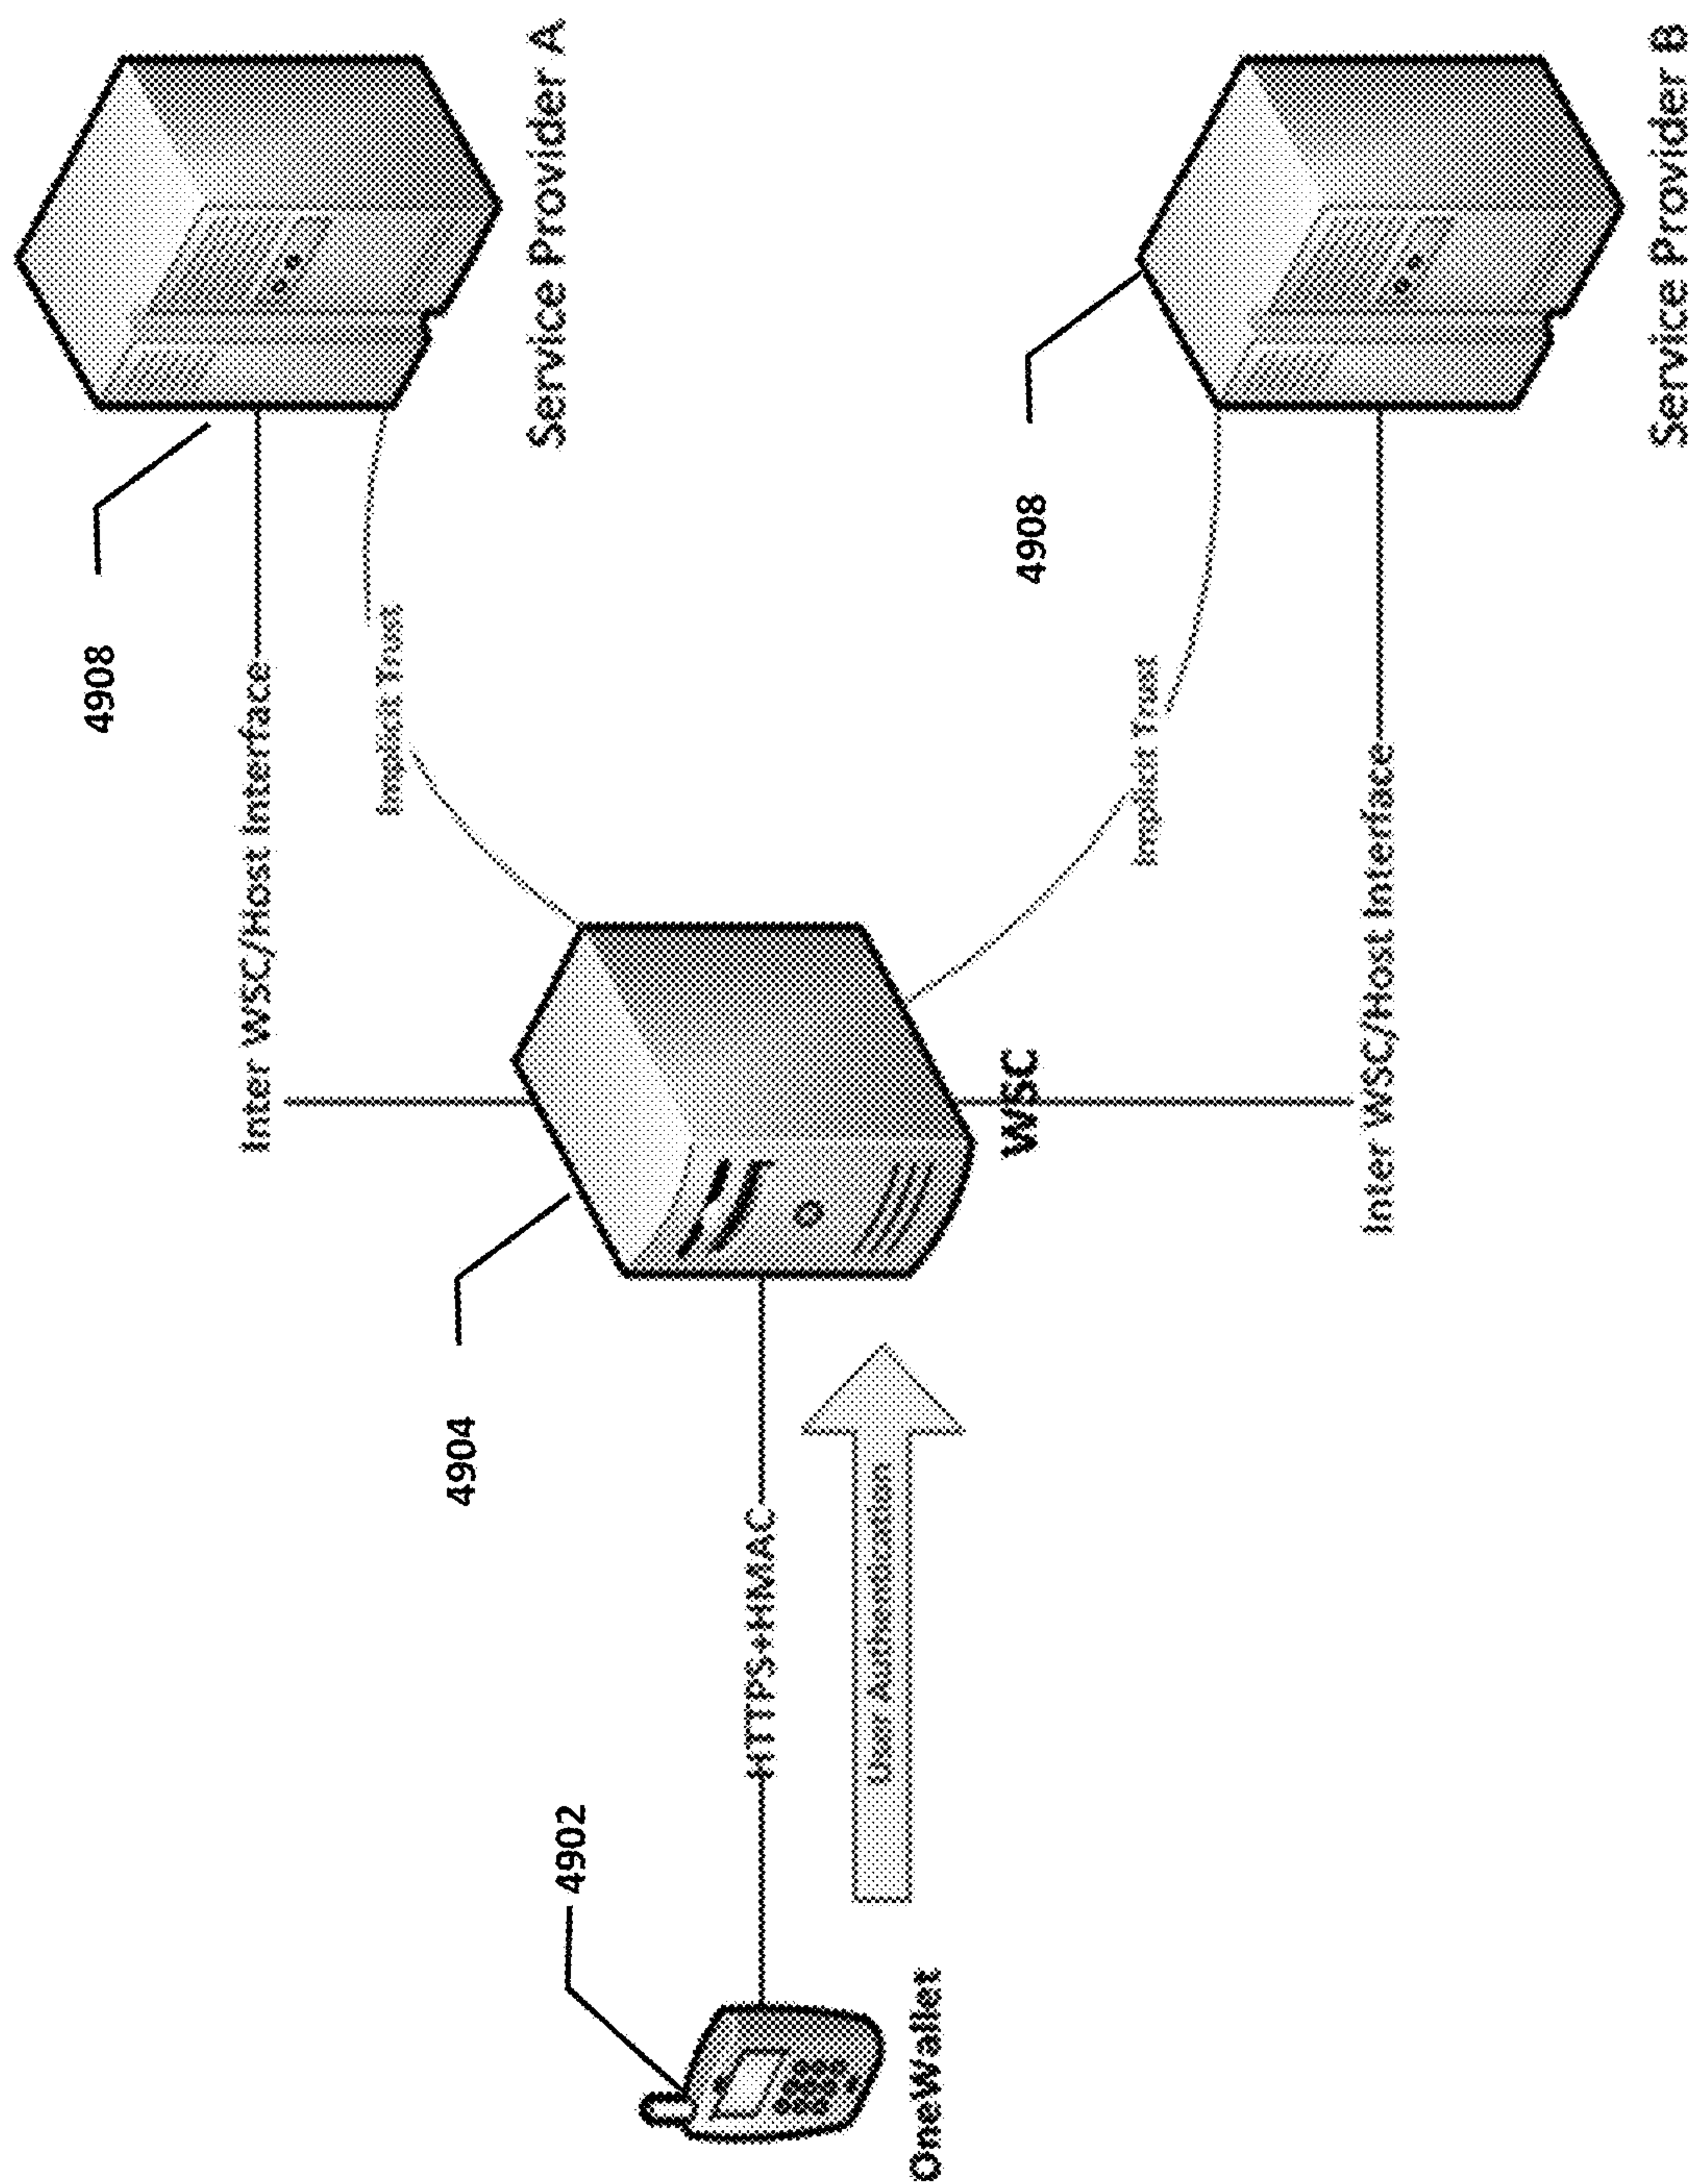 4908
Inter WSC/Host Interface
Implicit Trust
Service Provider A
4904
4902
HTTPS+HMAC
User Authentication
OneWallet
WSC
4908
Implicit Trust
Inter WSC/Host Interface
Service Provider B